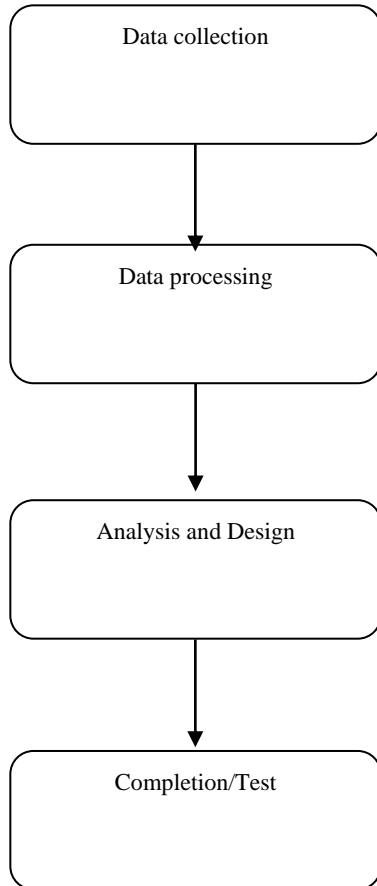 Data collection
Data processing
Analysis and Design
Completion/Test